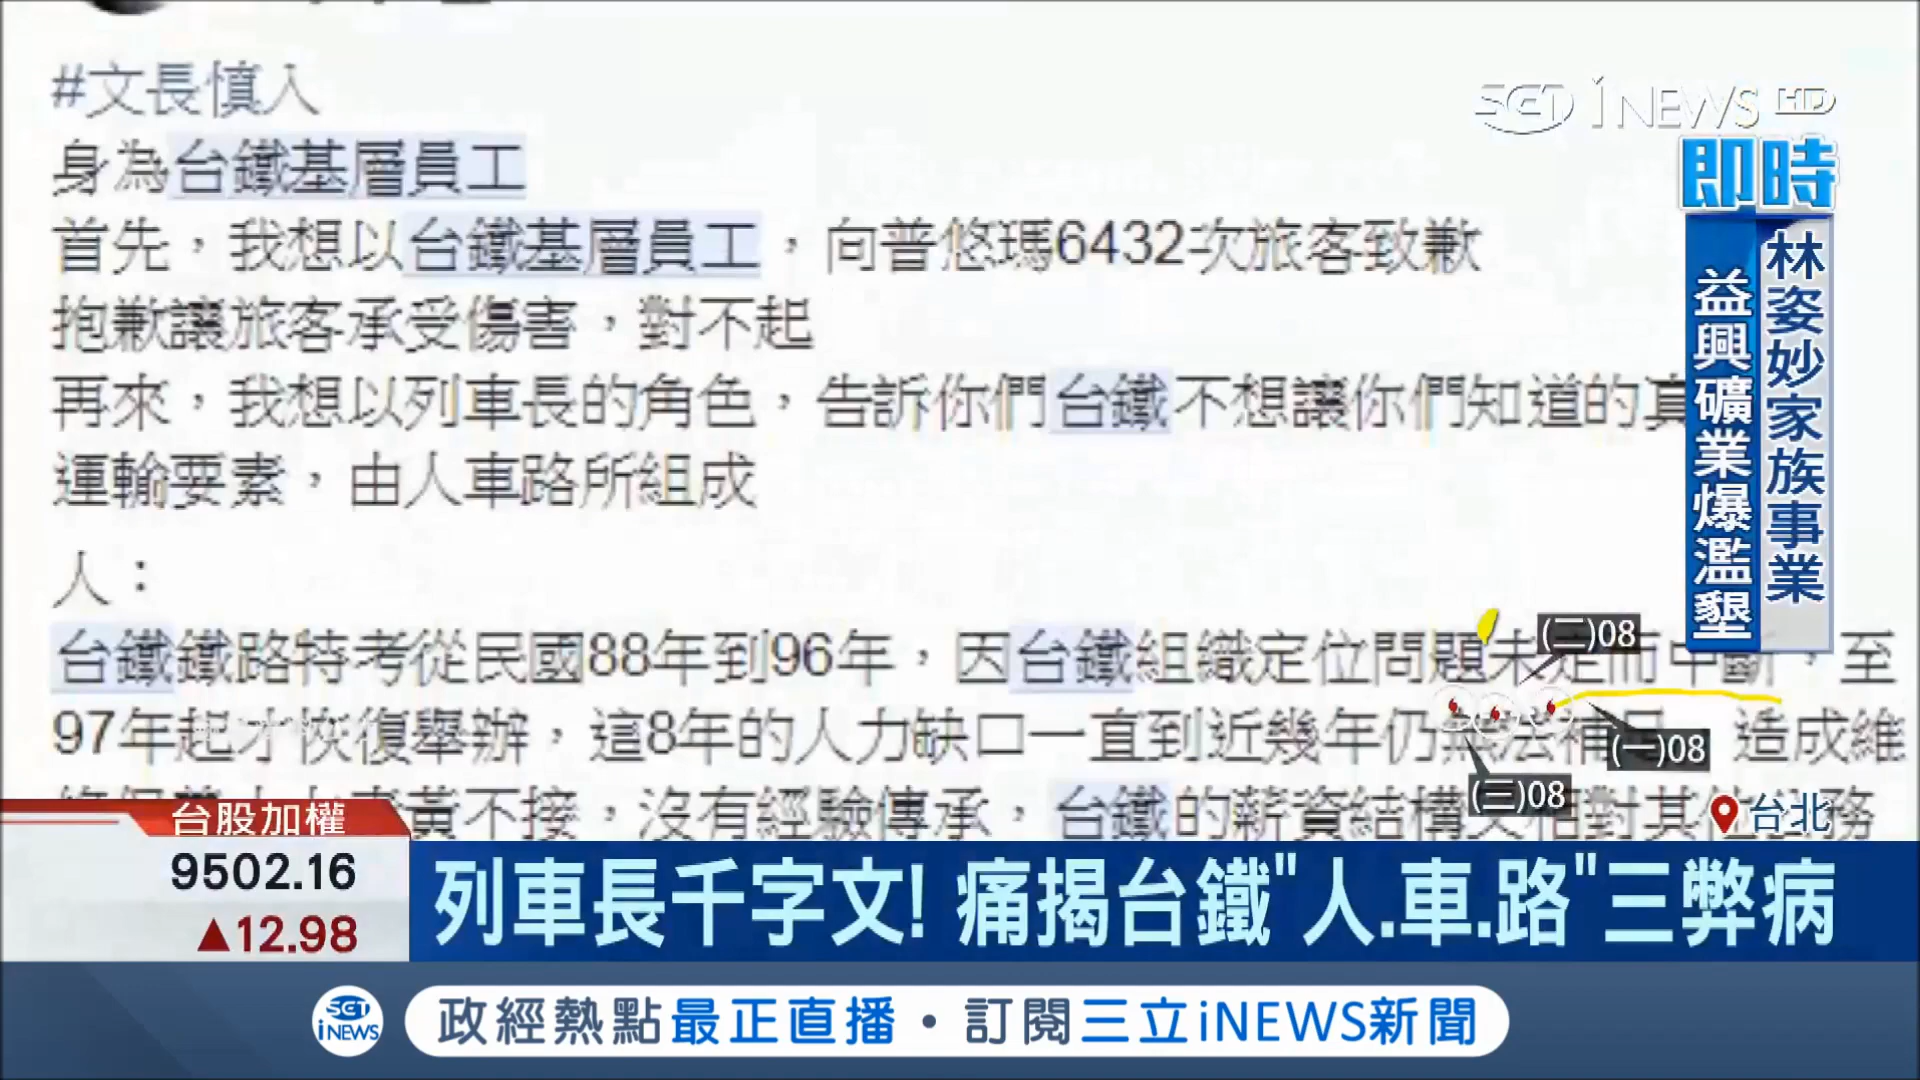 #文長慎入
身為台鐵基層員工
首先，我想以台鐵基層員工，向普悠瑪6432次旅客致歉
抱歉讓旅客承受傷害，對不起
再來，我想以列車長的角色，告訴你們台鐵不想讓你們知道的真
運輸要素，由人車路所組成
人：
台鐵鐵路特考從民國88年到96年，因台鐵組織定位問題未定而中斷，至
97年起才恢復舉辦，這8年的人力缺口一直到近幾年仍無法補足 造成維
黃不接，沒有經驗傳承，台鐵的薪資結構又相對其他 務
SET iNEWS HD
即時
林姿妙家族事業
益興礦業爆濫墾
(二)08
(一)08
(三)08
台北
台股加權
9502.16
▲12.98
列車長千字文! 痛揭台鐵"人.車.路"三弊病
SET iNEWS
政經熱點最正直播・訂閱三立iNEWS新聞